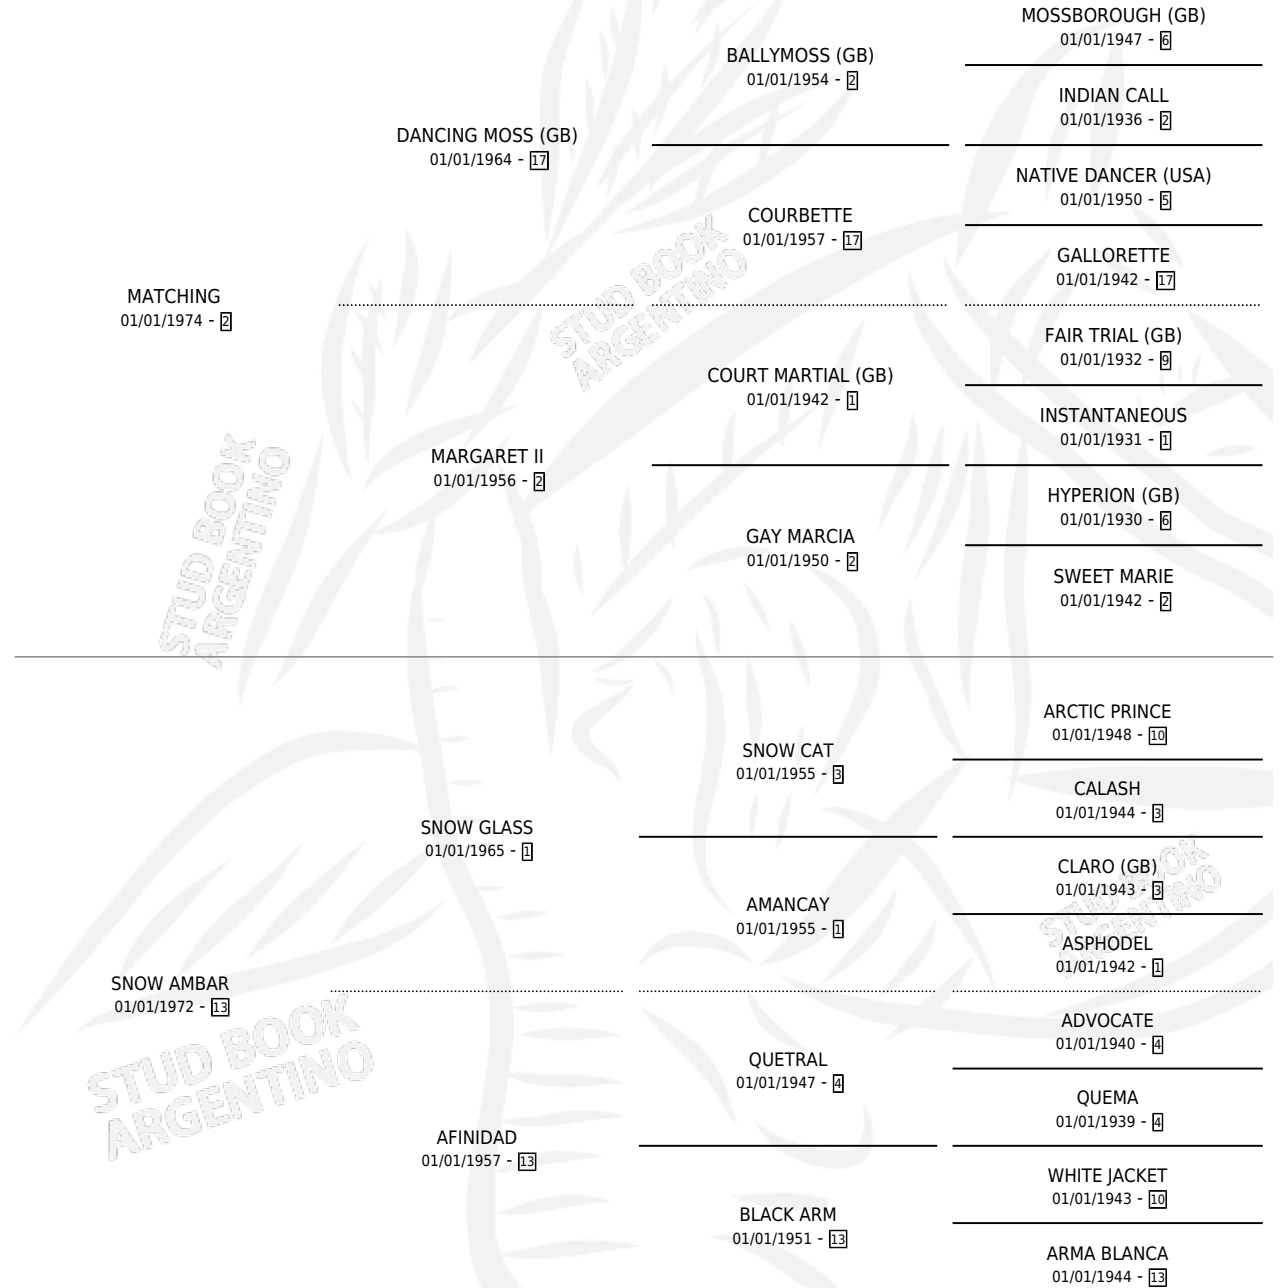 MOSSBOROUGH (GB)
01/01/1947 - 6
BALLYMOSS (GB)
01/01/1954 - 2
INDIAN CALL
01/01/1936 - 2
DANCING MOSS (GB)
01/01/1964 - 17
NATIVE DANCER (USA)
01/01/1950 - 5
COURBETTE
01/01/1957 - 17
GALLORETTE
01/01/1942 - 17
MATCHING
01/01/1974 - 2
FAIR TRIAL (GB)
01/01/1932 - 9
COURT MARTIAL (GB)
01/01/1942 - 1
INSTANTANEOUS
01/01/1931 - 1
MARGARET II
01/01/1956 - 2
HYPERION (GB)
01/01/1930 - 6
GAY MARCIA
01/01/1950 - 2
SWEET MARIE
01/01/1942 - 2
ARCTIC PRINCE
01/01/1948 - 10
SNOW CAT
01/01/1955 - 3
CALASH
01/01/1944 - 3
SNOW GLASS
01/01/1965 - 1
CLARO (GB)
01/01/1943 - 3
AMANCAY
01/01/1955 - 1
ASPHODEL
01/01/1942 - 1
SNOW AMBAR
01/01/1972 - 13
ADVOCATE
01/01/1940 - 4
QUETRAL
01/01/1947 - 4
QUEMA
01/01/1939 - 4
AFINIDAD
01/01/1957 - 13
WHITE JACKET
01/01/1943 - 10
BLACK ARM
01/01/1951 - 13
ARMA BLANCA
01/01/1944 - 13
STUD BOOK
ARGENTINO
STUD BOOK
ARGENTINO
STUD BOOK
ARGENTINO
STUD BOOK
ARGENTINO